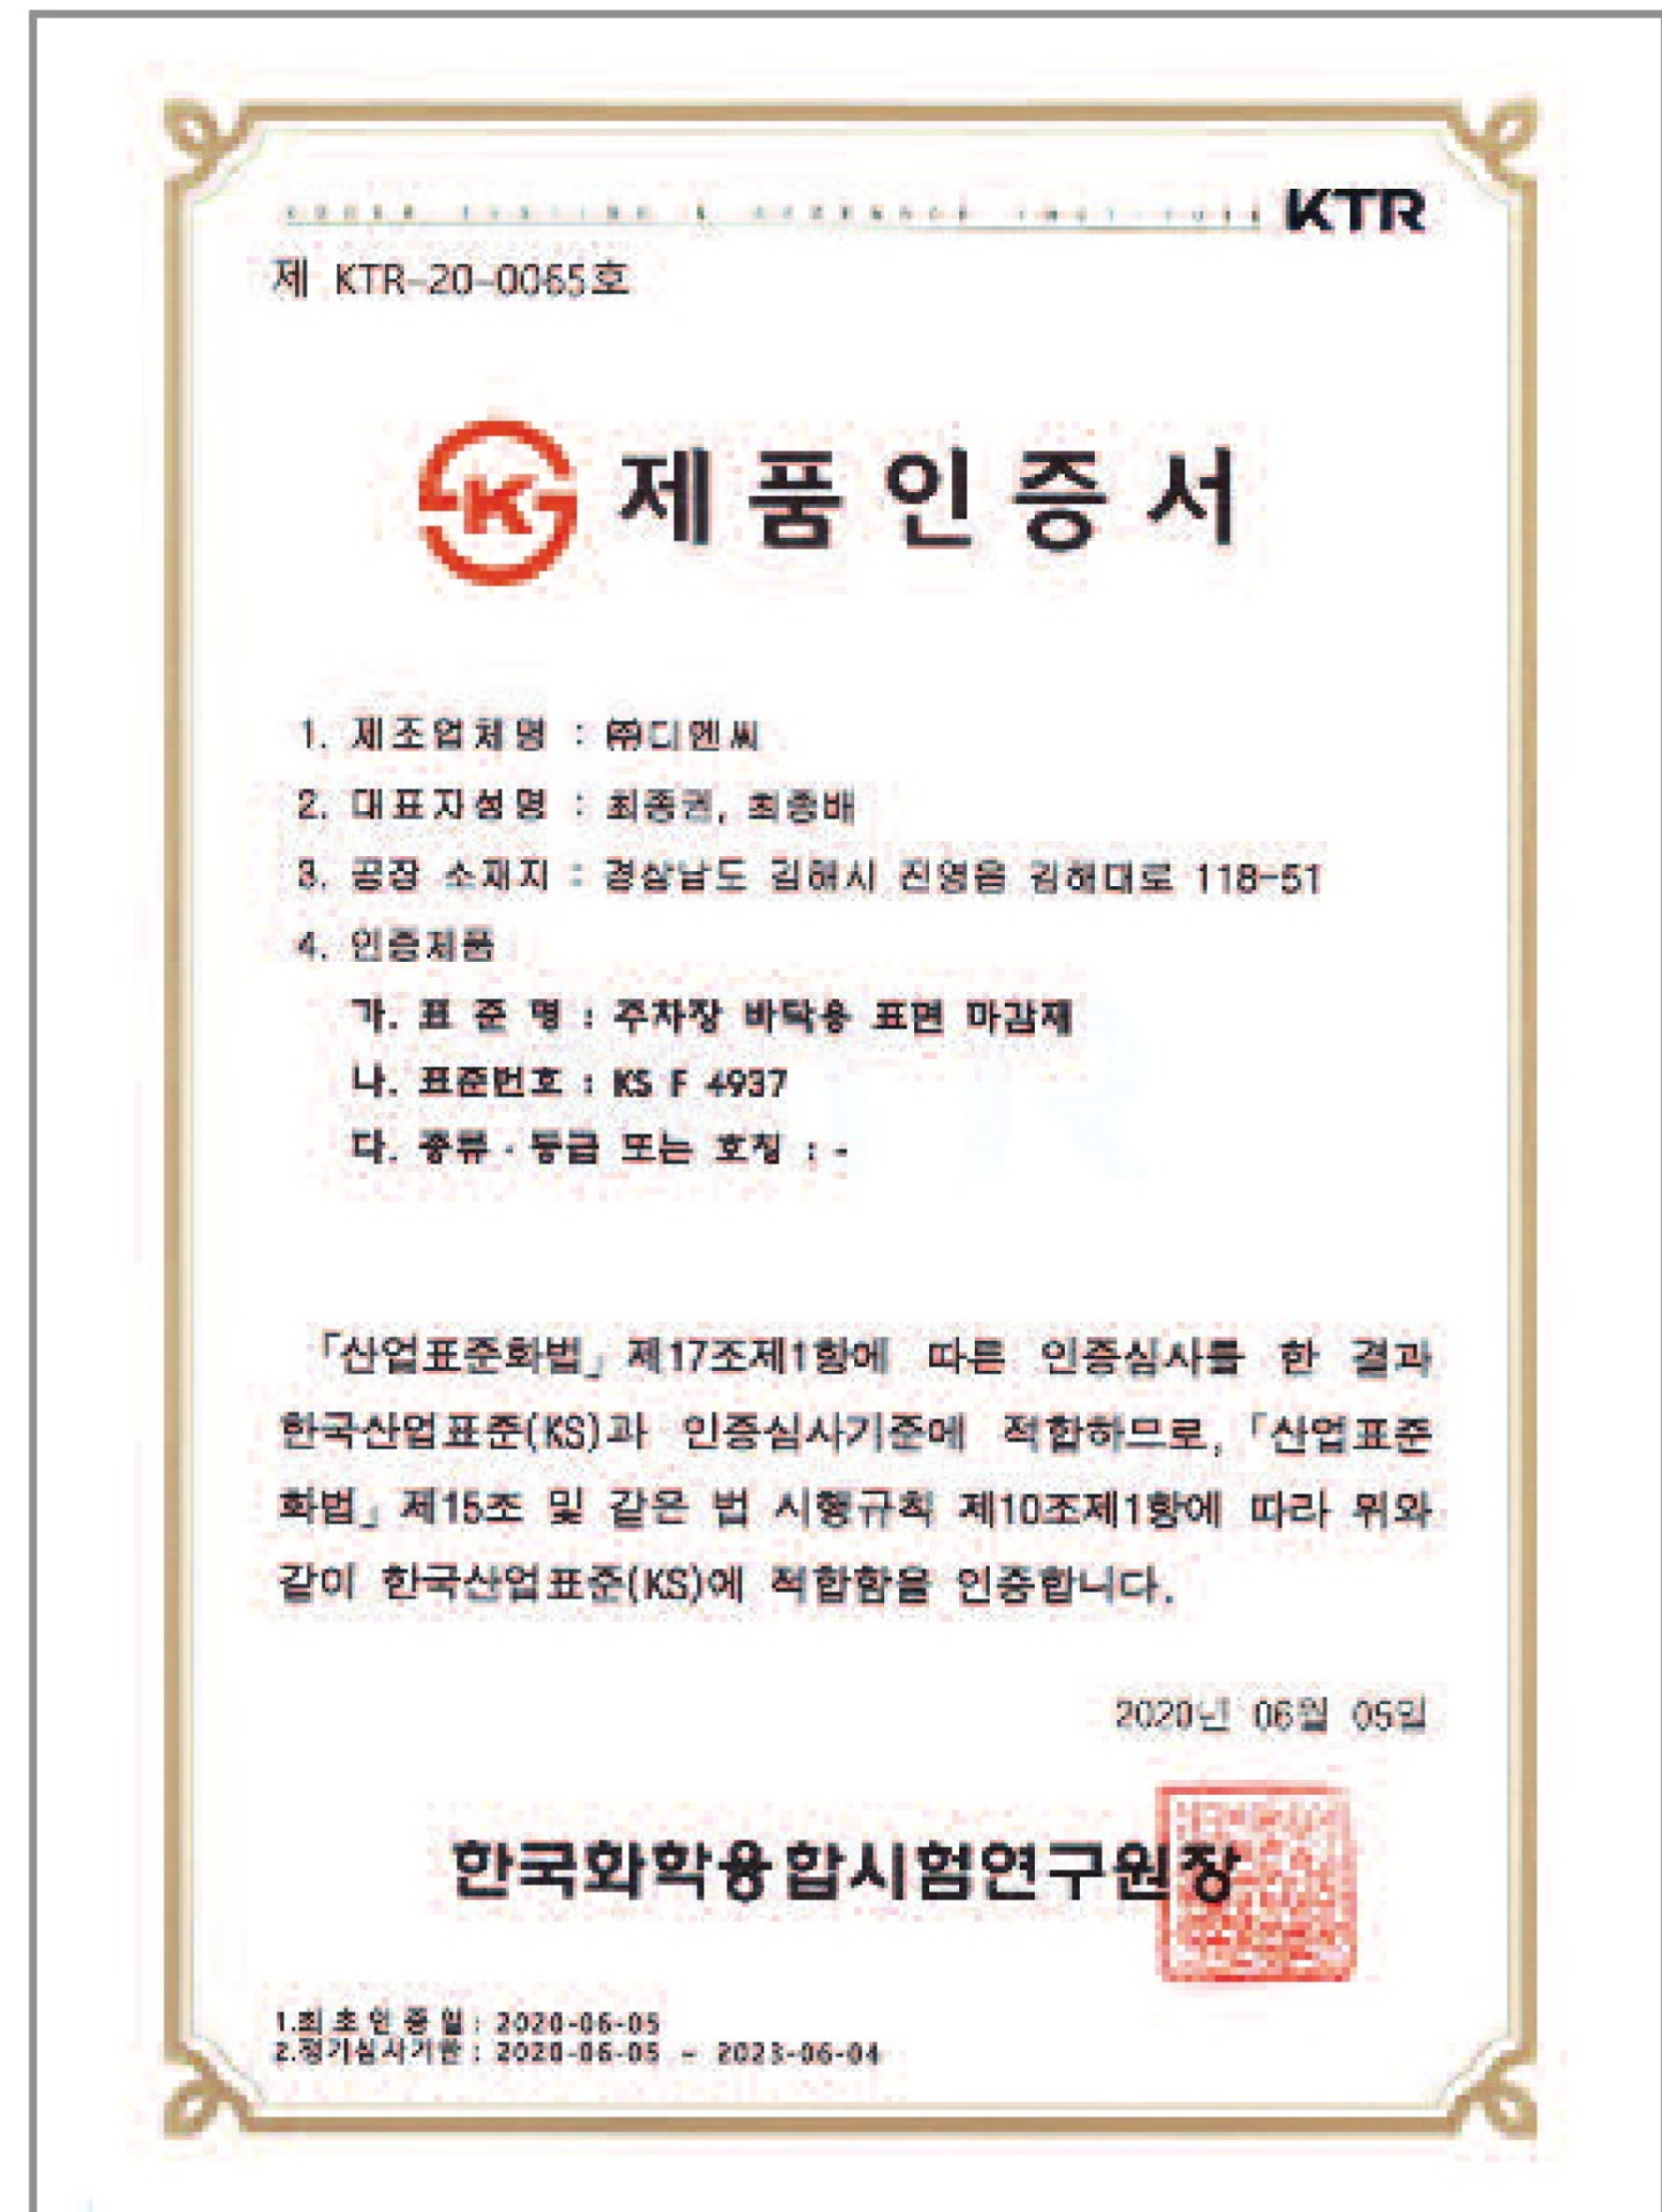 KOREA TESTING & RESEARCH INSTITUTE KTR
제 KTR-20-0065호
제품인증서
1. 제조업체명 : ㈜디엔씨
2. 대표자성명 : 최종권, 최종배
3. 공장 소재지 : 경상남도 김해시 진영읍 김해대로 118-51
4. 인증제품
가. 표 준 명 : 주차장 바닥용 표면 마감재
나. 표준번호 : KS F 4937
다. 종류 · 등급 또는 호칭 : -
「산업표준화법」 제17조제1항에 따른 인증심사를 한 결과
한국산업표준(KS)과 인증심사기준에 적합하므로, 「산업표준
화법」 제15조 및 같은 법 시행규칙 제10조제1항에 따라 위와
같이 한국산업표준(KS)에 적합함을 인증합니다.
2020년 06월 05일
한국화학융합시험연구원장
1.최초인증일 : 2020-06-05
2.정기심사기한 : 2020-06-05 ~ 2023-06-04